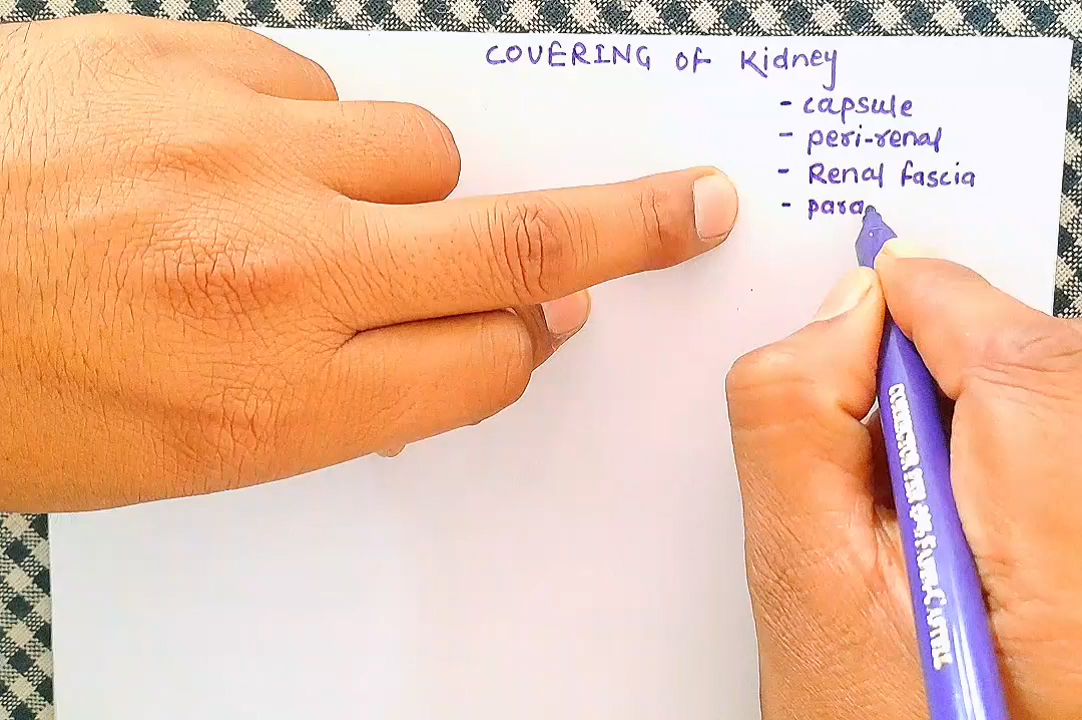 COVERING OF Kidney
- capsule
- peri-renal
- Renal fascia
- para